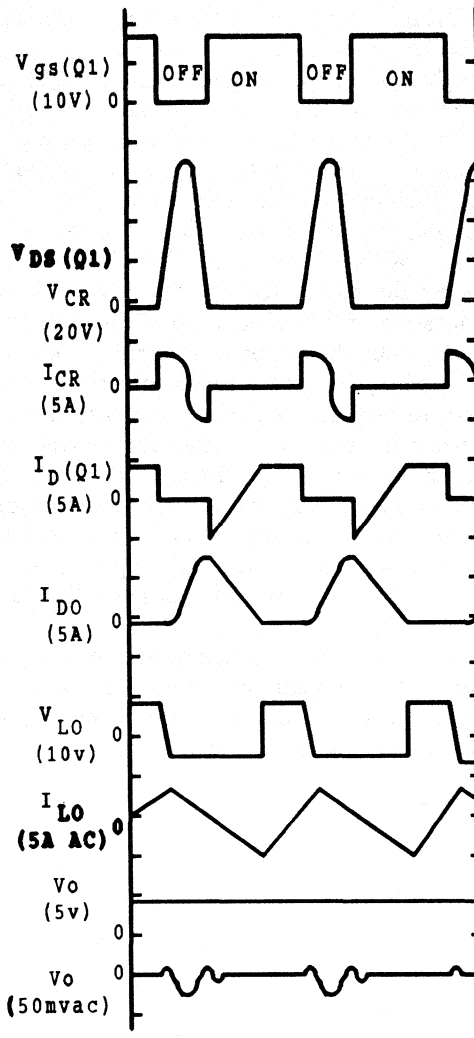 Vgs(Q1) OFF ON OFF ON
(10V) 0
VDS(Q1)
VCR 0
(20V)
ICR 0
(5A)
ID(Q1) 0
(5A)
IDO 0
(5A)
VLO 0
(10v)
ILO 0
(5A AC)
Vo
(5v)
0
Vo 0
(50mvac)